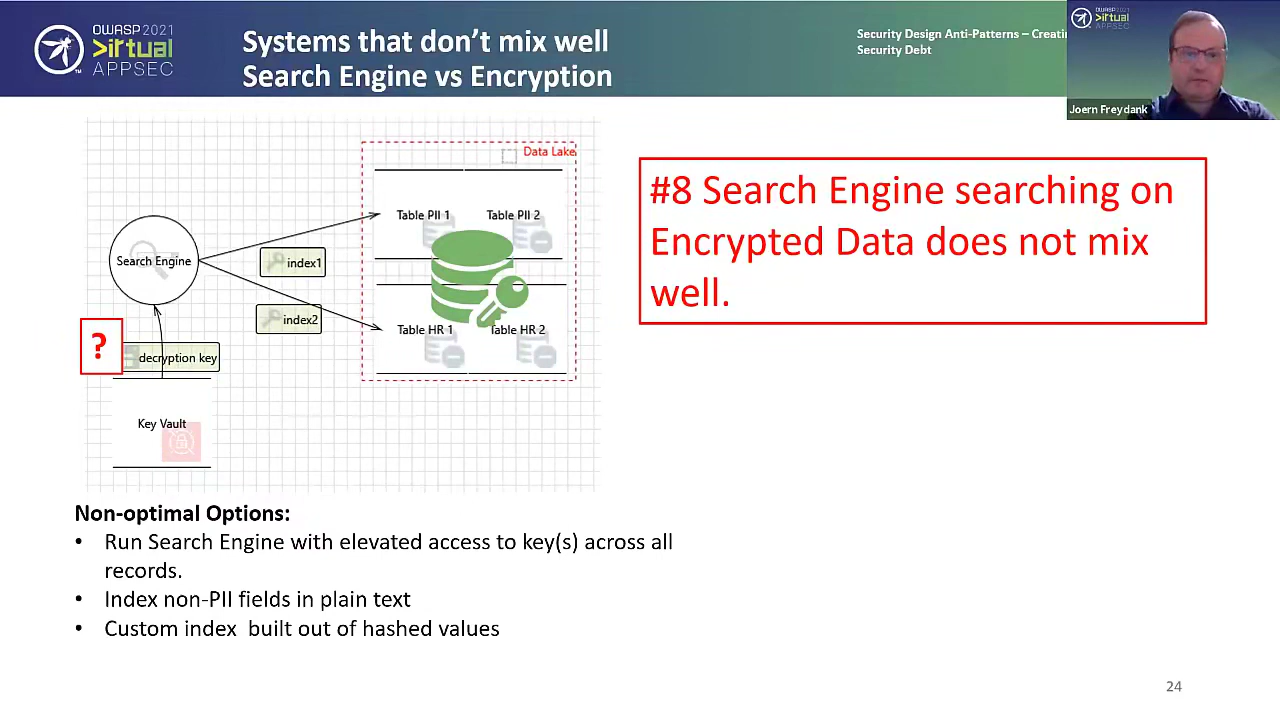 OWASP 2021
Virtual
APPSEC
Systems that don't mix well
Search Engine vs Encryption
Security Design Anti-Patterns – Creatin
Security Debt
OWASP 2021
Virtual
APPSEC
Joern Freydank
Data Lake
Table PII 1
Table PII 2
Search Engine
index1
index2
Table HR 1
Table HR 2
?
decryption key
Key Vault
#8 Search Engine searching on
Encrypted Data does not mix
well.
Non-optimal Options:
• Run Search Engine with elevated access to key(s) across all
records.
• Index non-PII fields in plain text
• Custom index built out of hashed values
24